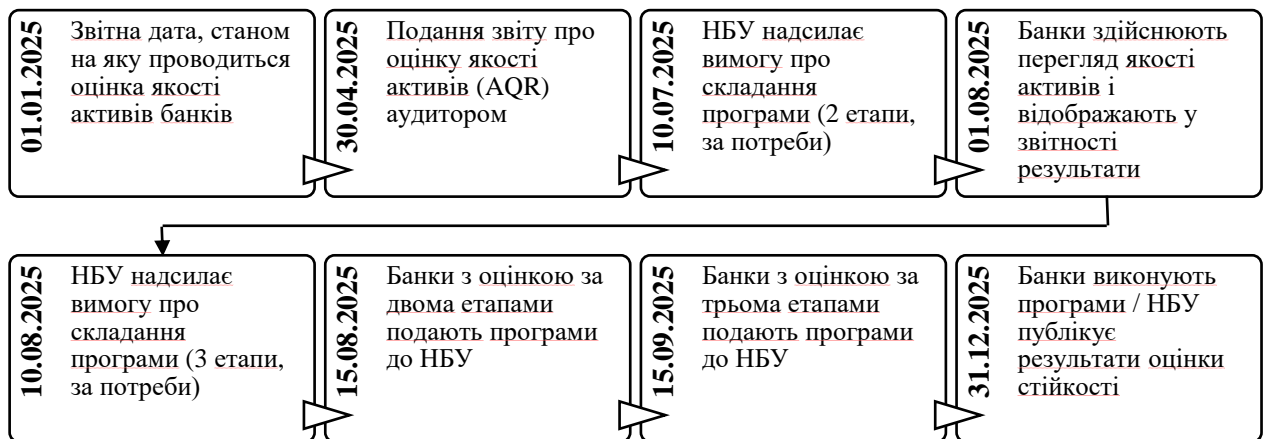 01.01.2025
Звітна дата, станом
на яку проводиться
оцінка якості
активів банків
30.04.2025
Подання звіту про
оцінку якості
активів (AQR)
аудитором
10.07.2025
НБУ надсилає
вимогу про
складання
програми (2 етапи,
за потреби)
01.08.2025
Банки здійснюють
перегляд якості
активів і
відображають у
звітності
результати
10.08.2025
НБУ надсилає
вимогу про
складання
програми (3 етапи,
за потреби)
15.08.2025
Банки з оцінкою за
двома етапами
подають програми
до НБУ
15.09.2025
Банки з оцінкою за
трьома етапами
подають програми
до НБУ
31.12.2025
Банки виконують
програми / НБУ
публікує
результати оцінки
стійкості